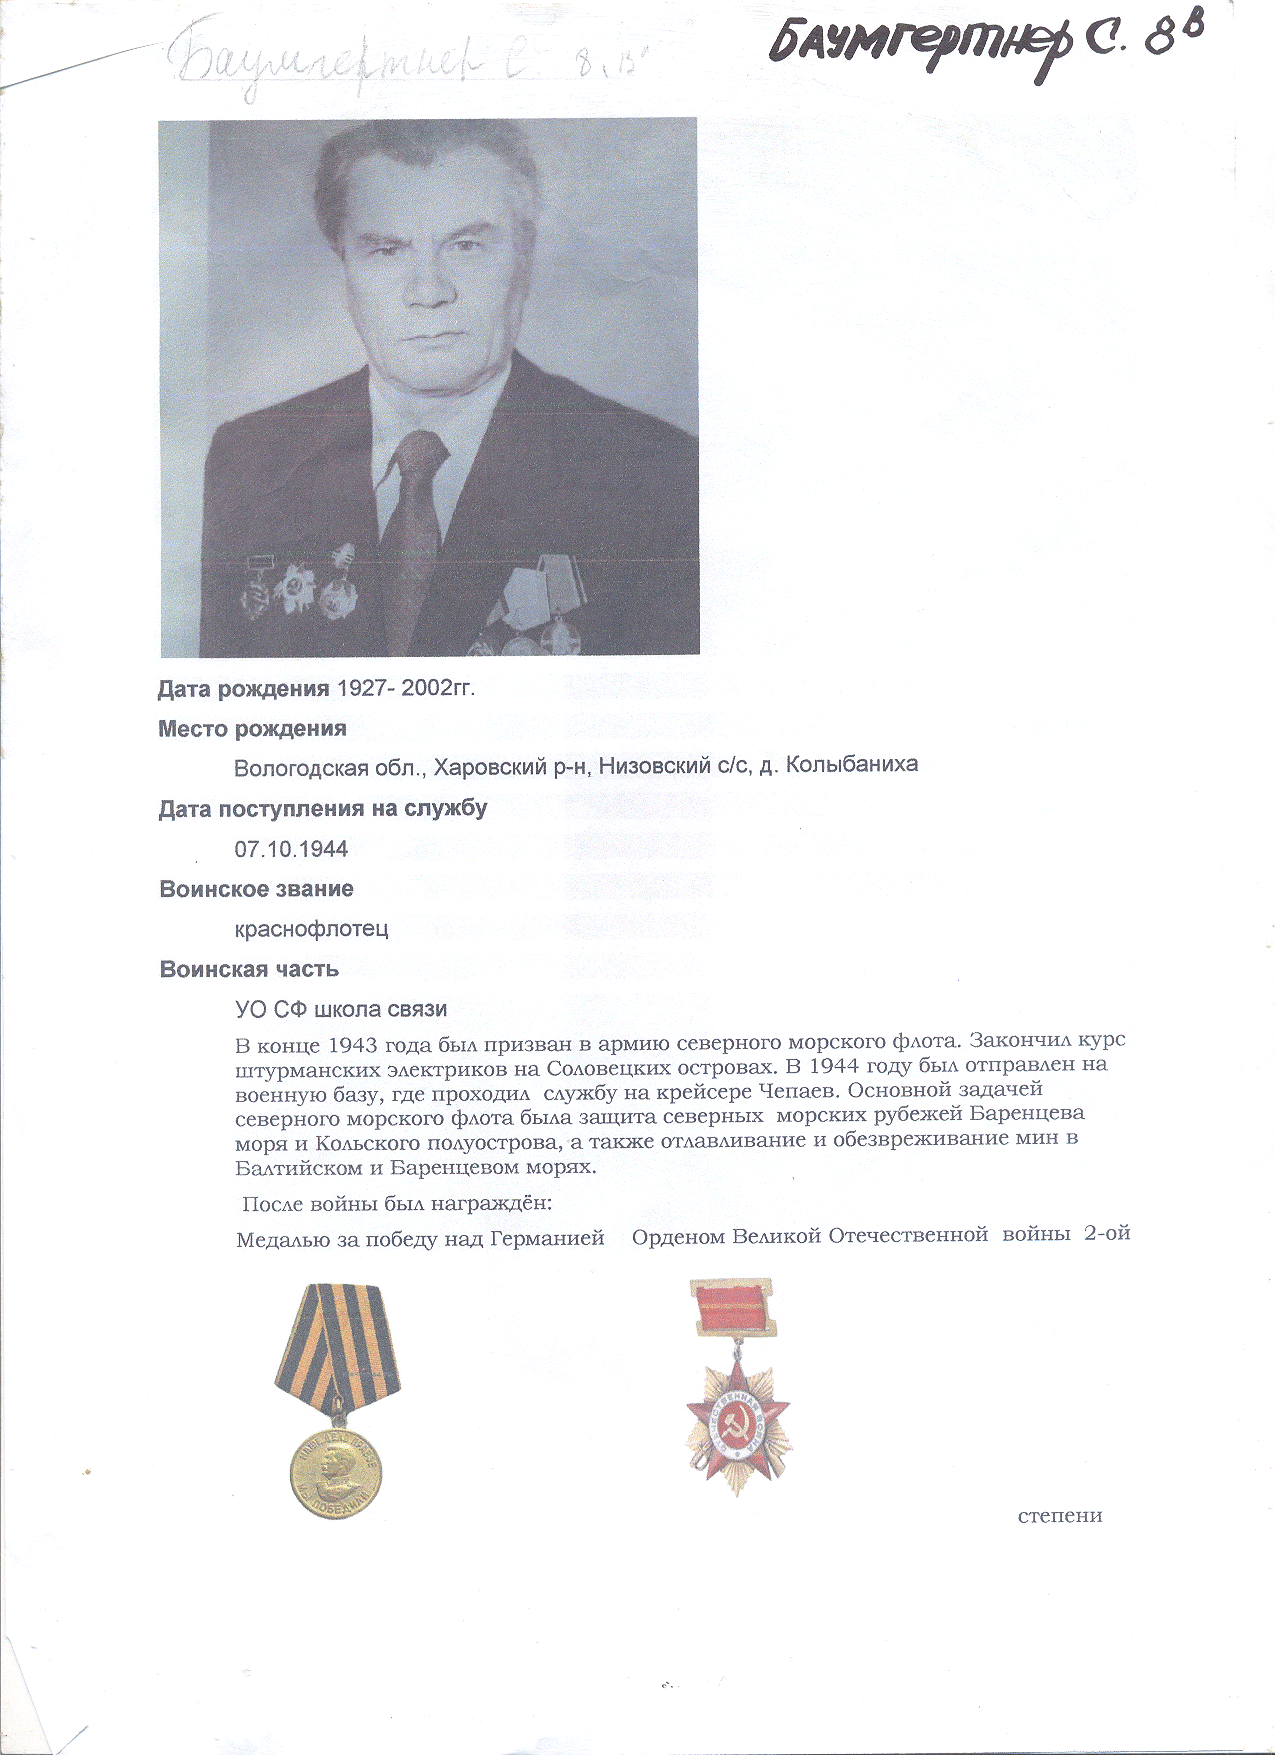 Баумгертнер С. 8 "В"
Баумгертнер С. 8 В
Дата рождения 1927- 2002гг.
Место рождения
Вологодская обл., Харовский р-н, Низовский с/с, д. Колыбаниха
Дата поступления на службу
07.10.1944
Воинское звание
краснофлотец
Воинская часть
УО СФ школа связи
В конце 1943 года был призван в армию северного морского флота. Закончил курс
штурманских электриков на Соловецких островах. В 1944 году был отправлен на
военную базу, где проходил службу на крейсере Чепаев. Основной задачей
северного морского флота была защита северных морских рубежей Баренцева
моря и Кольского полуострова, а также отлавливание и обезвреживание мин в
Балтийском и Баренцевом морях.
После войны был награждён:
Медалью за победу над Германией Орденом Великой Отечественной войны 2-ой
НАШЕ ДЕЛО ПРАВОЕ
МЫ ПОБЕДИЛИ
ОТЕЧЕСТВЕННАЯ ВОЙНА
степени